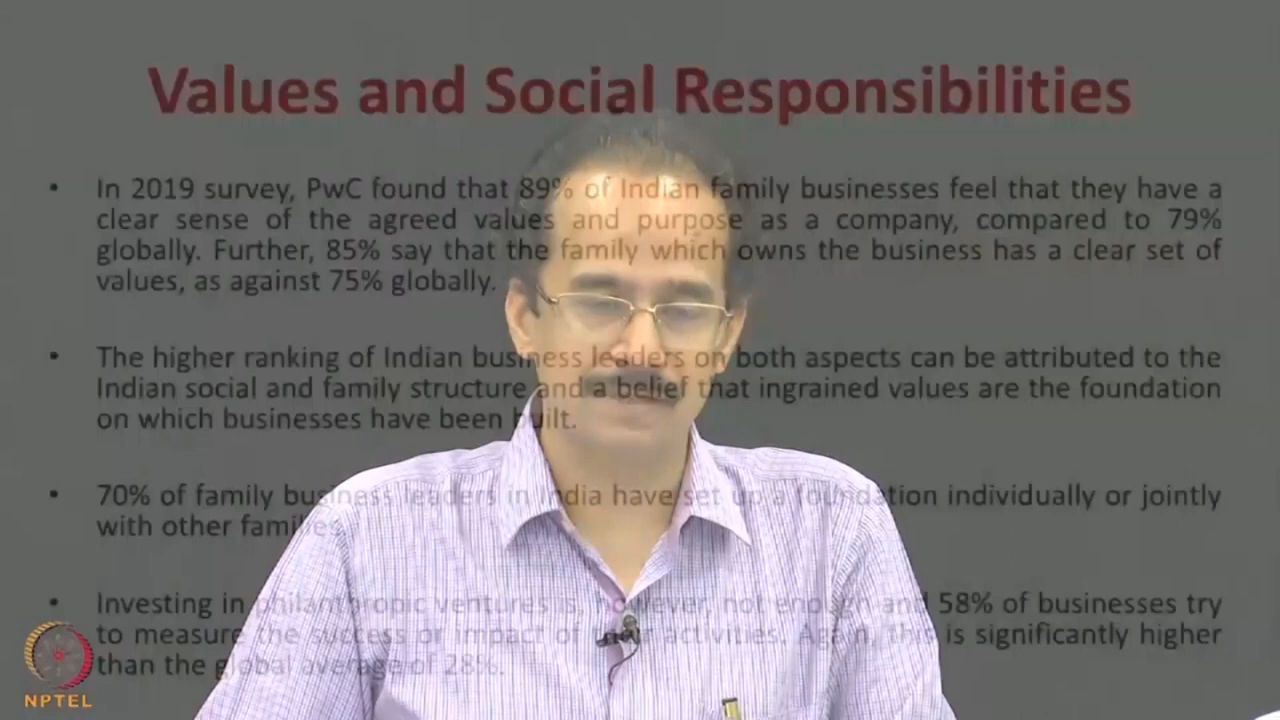 Values and Social Responsibilities
• In 2019 survey, PwC found that 89% of Indian family businesses feel that they have a
clear sense of the agreed values and purpose as a company, compared to 79%
globally. Further, 85% say that the family which owns the business has a clear set of
values, as against 75% globally.
• The higher ranking of Indian business leaders on both aspects can be attributed to the
Indian social and family structure and a belief that ingrained values are the foundation
on which businesses have been built.
• 70% of family business leaders in India have set up a foundation individually or jointly
with other families.
• Investing in philanthropic ventures is, however, not enough and 58% of businesses try
to measure the success or impact of their activities. Again, this is significantly higher
than the global average of 28%.
NPTEL